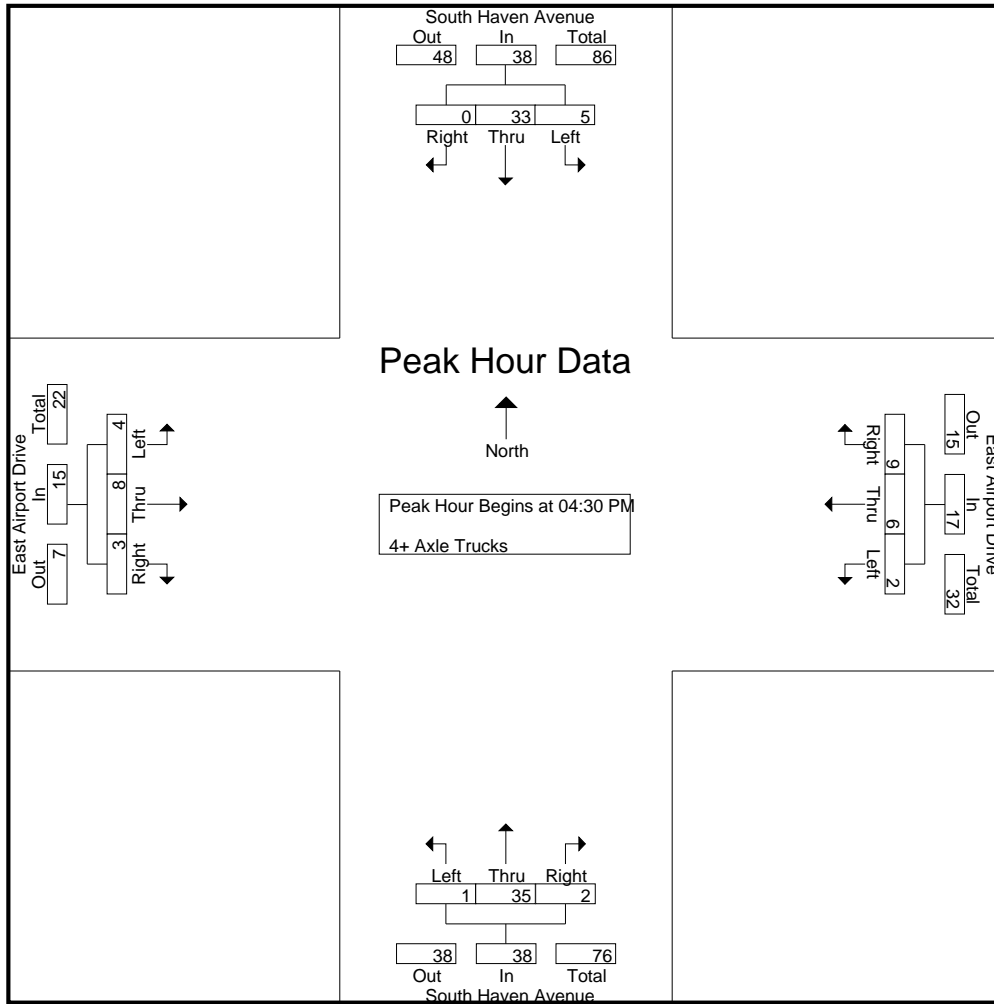 South Haven Avenue
Out In Total
48 38 86
0 33 5
Right Thru Left
Peak Hour Data
North
Peak Hour Begins at 04:30 PM
4+ Axle Trucks
East Airport Drive
Total In Out
22 15 7
4 8 3
Left Thru Right
Right Thru Left
9 6 2
15 17 32
Out In Total
East Airport Drive
Left Thru Right
1 35 2
38 38 76
Out In Total
South Haven Avenue